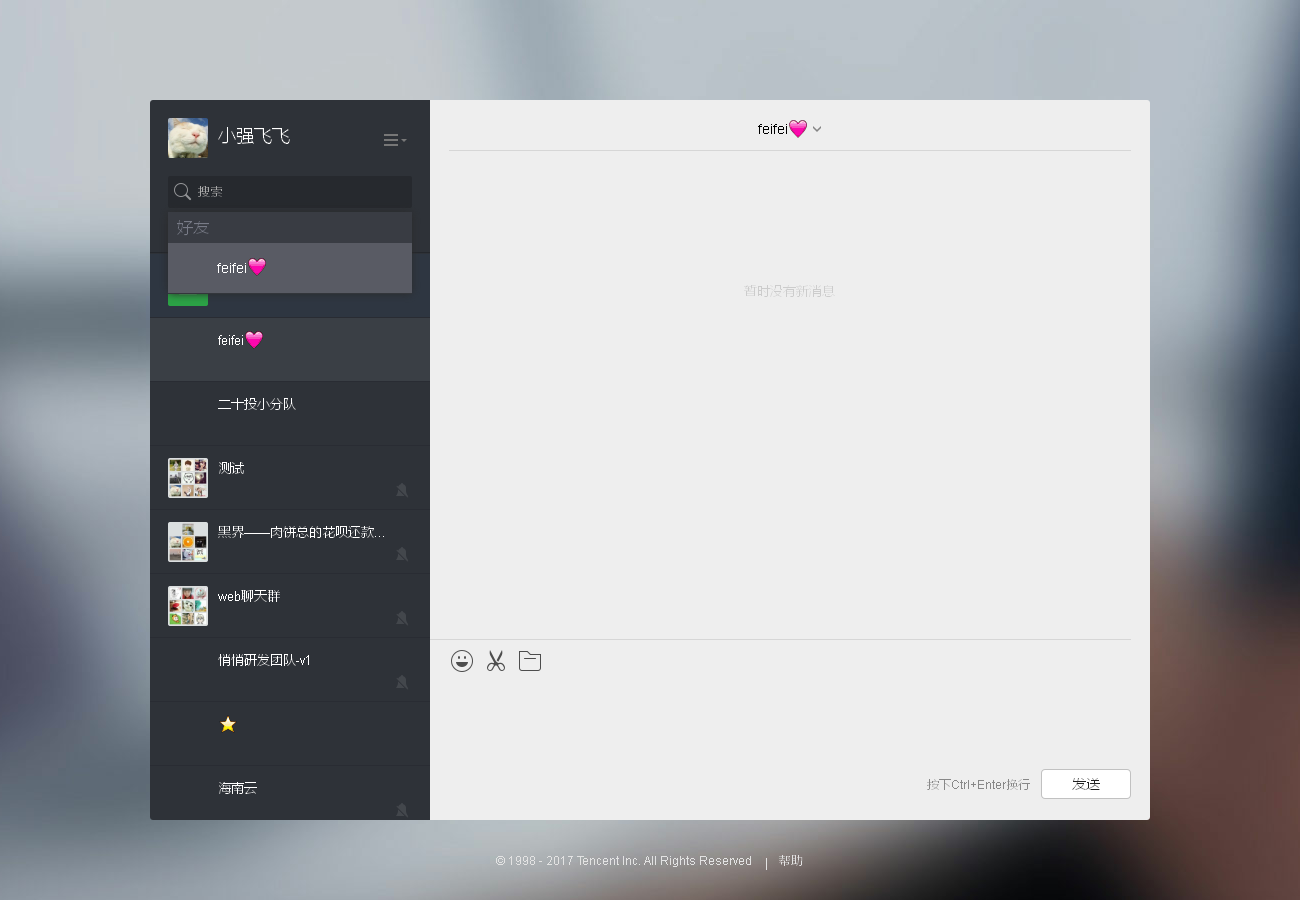 小强飞飞
搜索
好友
feifei💗
feifei💗
二十投小分队
测试
黑界——肉饼总的花呗还款...
web聊天群
悄悄研发团队-v1
⭐
海南云
feifei💗
暂时没有新消息
按下Ctrl+Enter换行
发送
© 1998 - 2017 Tencent Inc. All Rights Reserved | 帮助